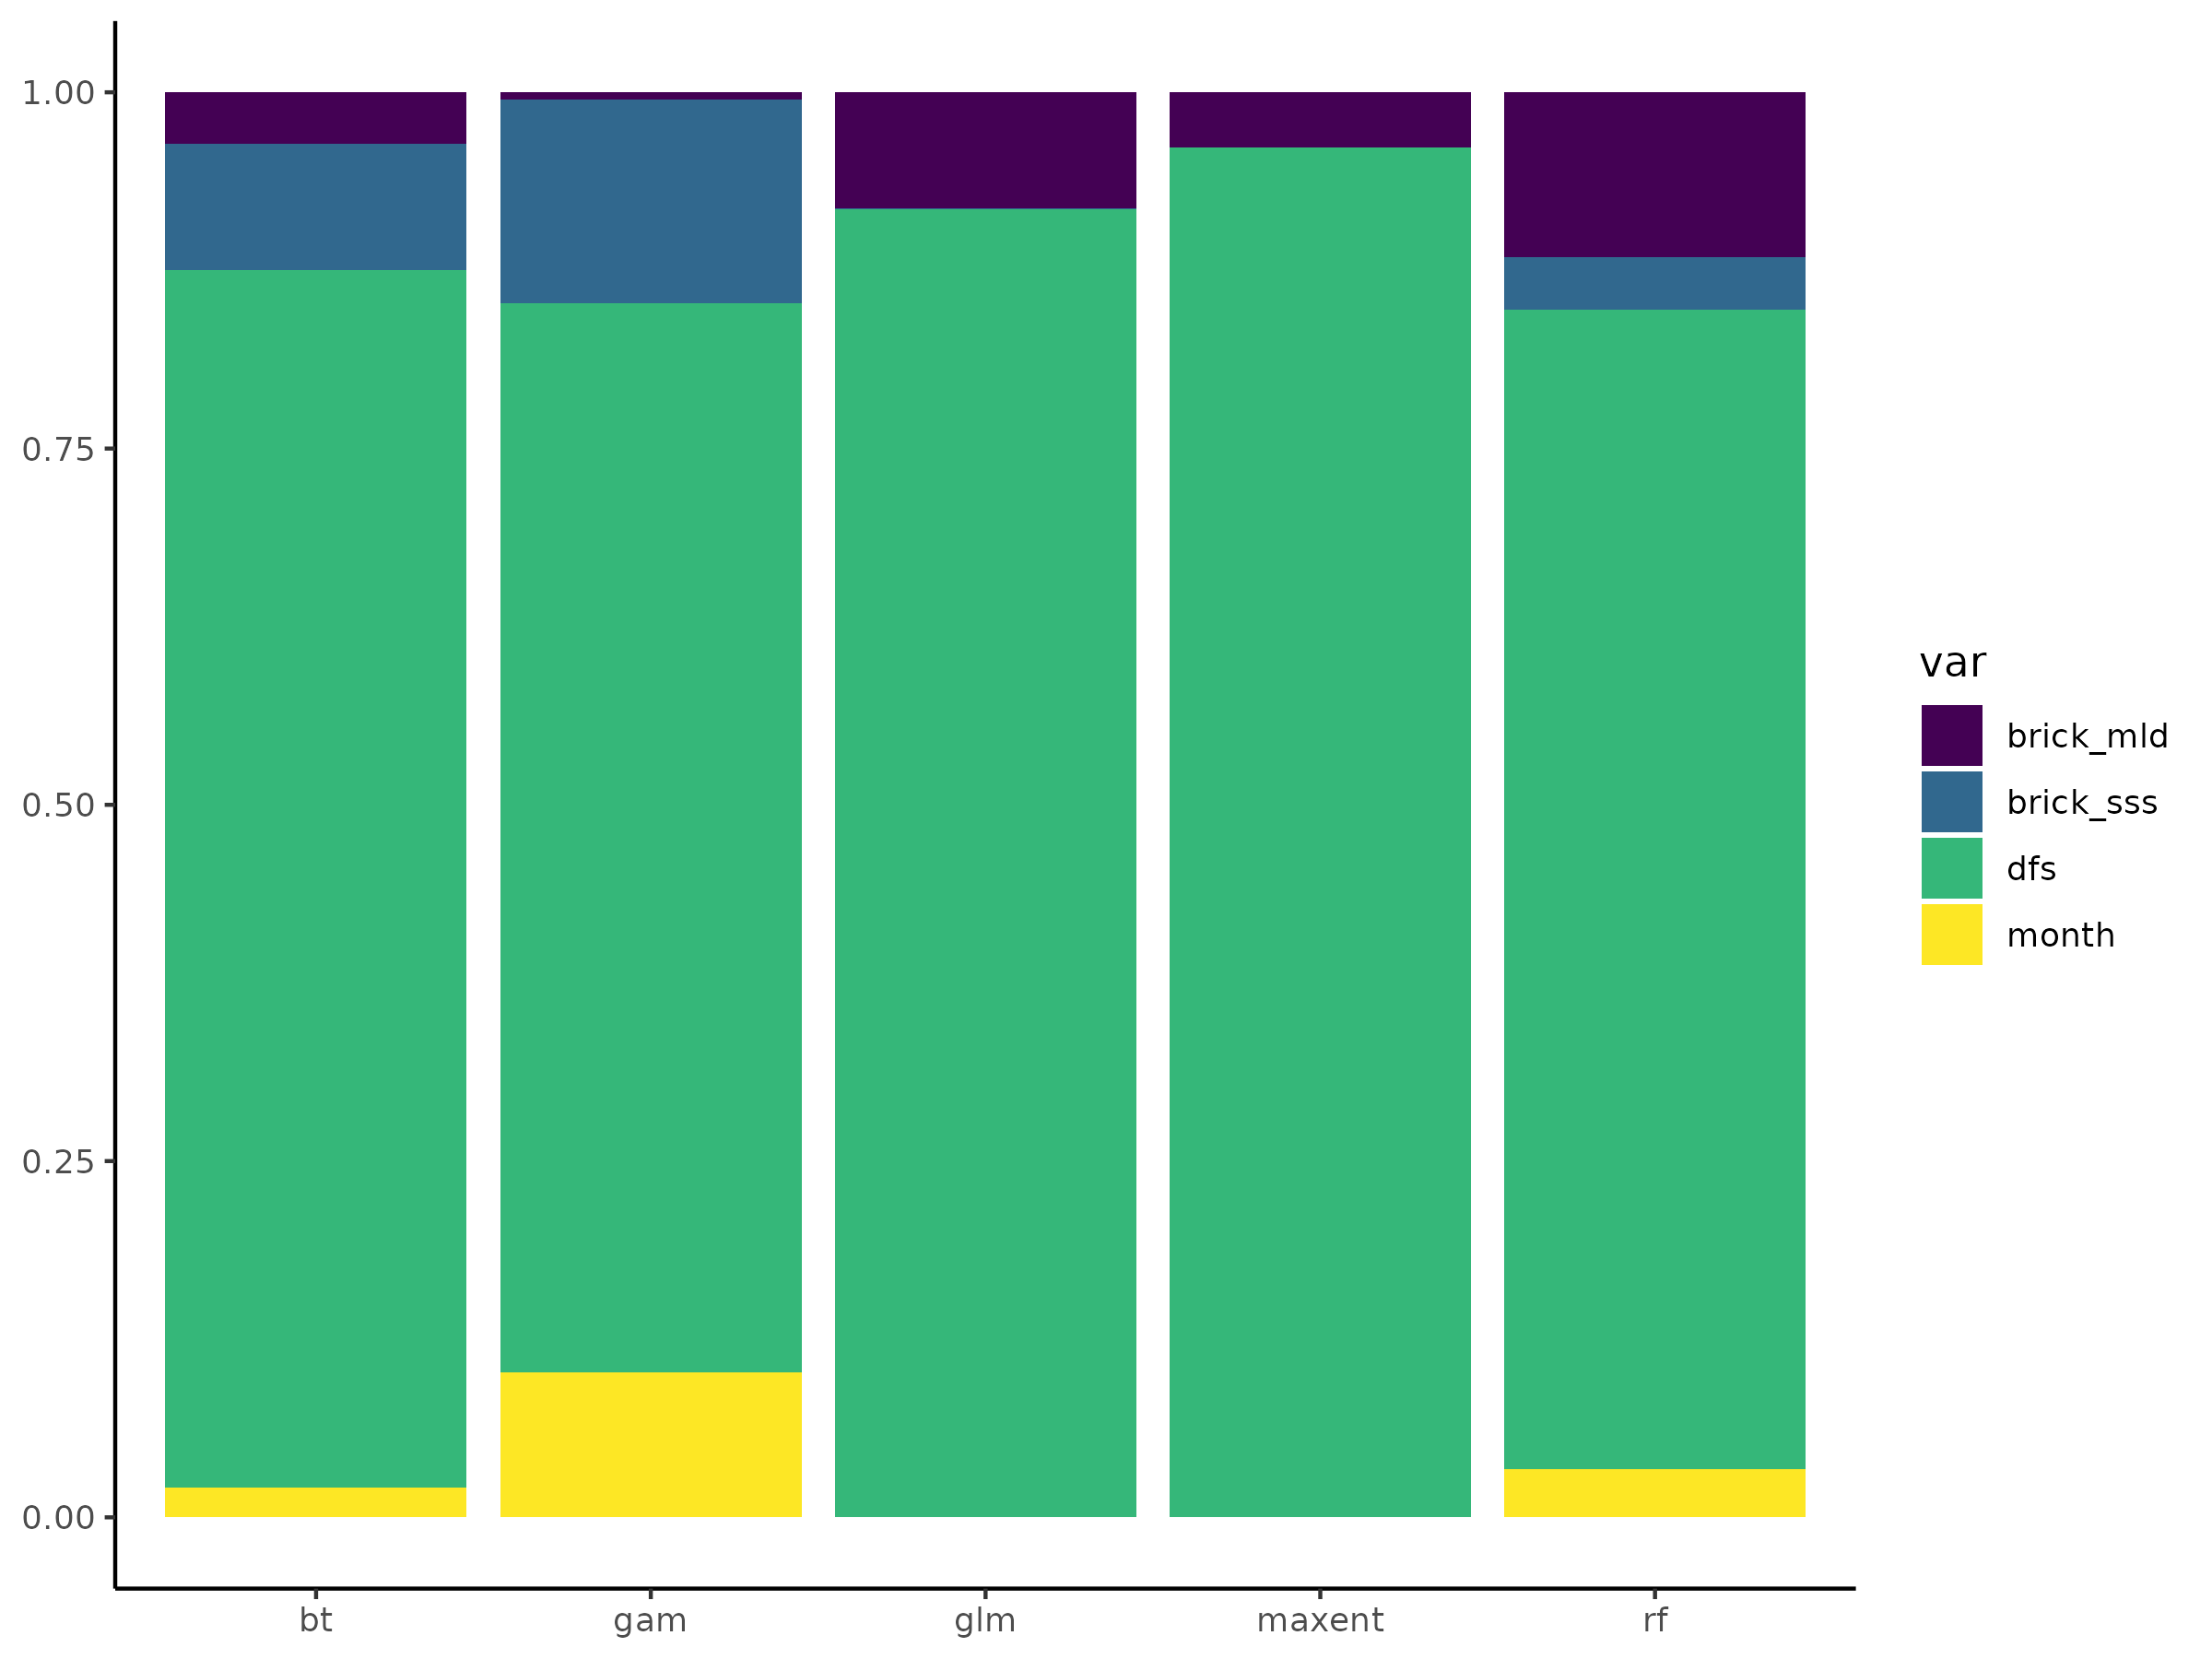 1.00
0.75
0.50
0.25
0.00
bt
gam
glm
maxent
rf
var
brick_mld
brick_sss
dfs
month